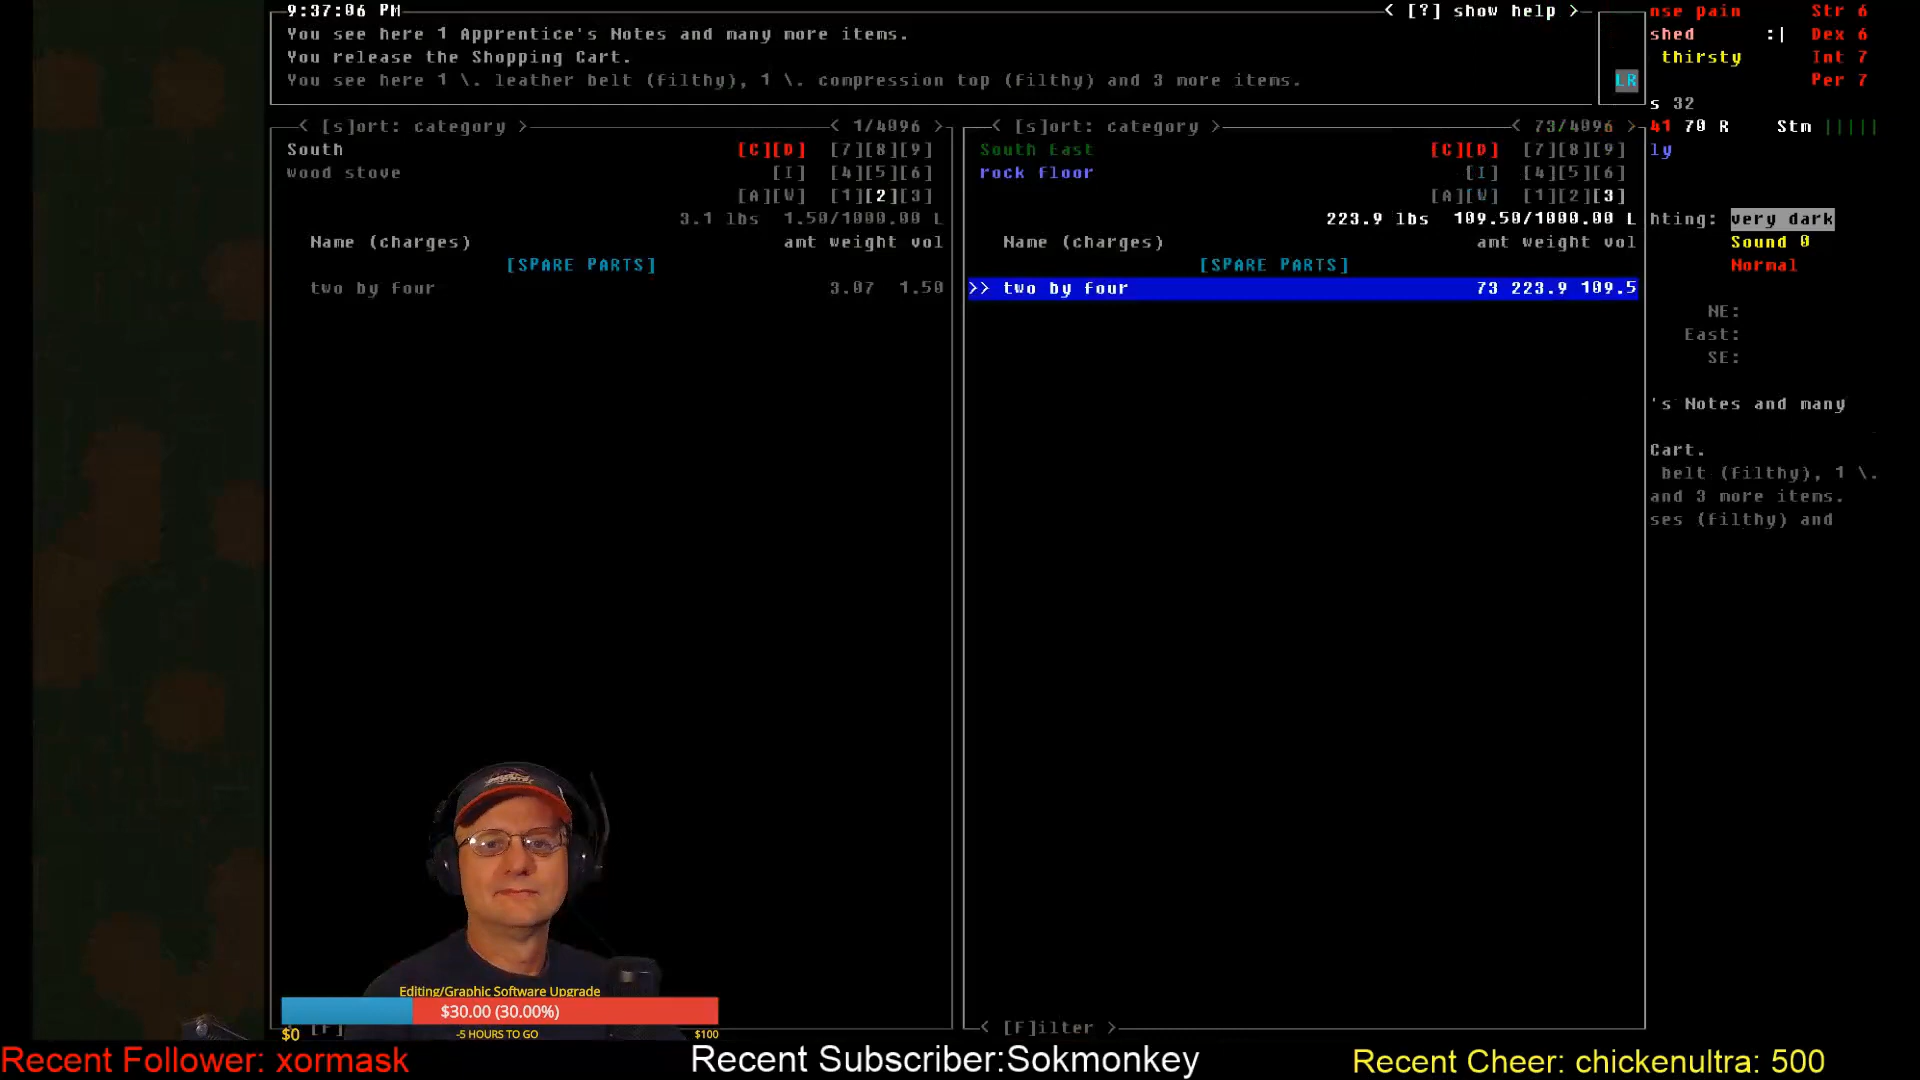 9:37:06 PM
< [?] show help >
You see here 1 Apprentice's Notes and many more items.
You release the Shopping Cart.
You see here 1 \. leather belt (filthy), 1 \. compression top (filthy) and 3 more items.
LR
nse pain Str 6
shed :| Dex 6
thirsty Int 7
Per 7
s 32
41 70 R Stm |||||
ly
hting: very dark
Sound 0
Normal
NE:
East:
SE:
's Notes and many
Cart.
belt (filthy), 1 \.
and 3 more items.
ses (filthy) and
< [s]ort: category > < 1/4096 >
South [C][D] [7][8][9]
wood stove [I] [4][5][6]
[A][W] [1][2][3]
3.1 lbs 1.50/1000.00 L
Name (charges) amt weight vol
[SPARE PARTS]
two by four 3.07 1.50
< [s]ort: category > < 73/4096 >
South East [C][D] [7][8][9]
rock floor [I] [4][5][6]
[A][W] [1][2][3]
223.9 lbs 109.50/1000.00 L
Name (charges) amt weight vol
[SPARE PARTS]
>> two by four 73 223.9 109.5
[F]
< [F]ilter >
Editing/Graphic Software Upgrade
$30.00 (30.00%)
$0 -5 HOURS TO GO $100
Recent Follower: xormask
Recent Subscriber:Sokmonkey
Recent Cheer: chickenultra: 500